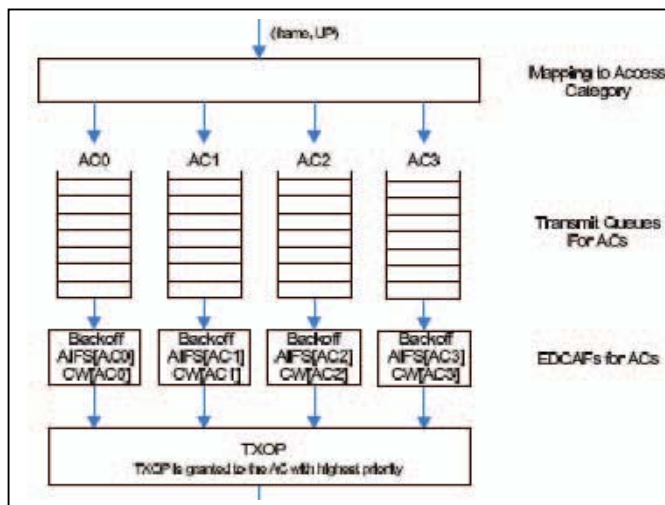 (frame, UP)
Mapping to Access
Category
AC0 AC1 AC2 AC3
Transmit Queues
For ACs
Backoff Backoff Backoff Backoff
AIFS[AC0] AIFS[AC1] AIFS[AC2] AIFS[AC3]
CW[AC0] CW[AC1] CW[AC2] CW[AC3]
EDCAFs for ACs
TXOP
TXOP is granted to the AC with highest priority